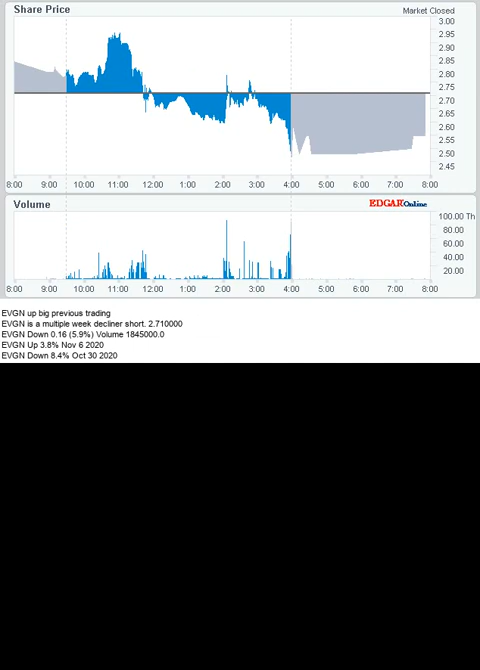 Share Price
Market Closed
3.00
2.95
2.90
2.85
2.80
2.75
2.70
2.65
2.60
2.55
2.50
2.45
8:00 9:00 10:00 11:00 12:00 1:00 2:00 3:00 4:00 5:00 6:00 7:00 8:00
Volume
EDGAROnline
100.00 Th
80.00
60.00
40.00
20.00
8:00 9:00 10:00 11:00 12:00 1:00 2:00 3:00 4:00 5:00 6:00 7:00 8:00
EVGN up big previous trading
EVGN is a multiple week decliner short. 2.710000
EVGN Down 0.16 (5.9%) Volume 1845000.0
EVGN Up 3.8% Nov 6 2020
EVGN Down 8.4% Oct 30 2020